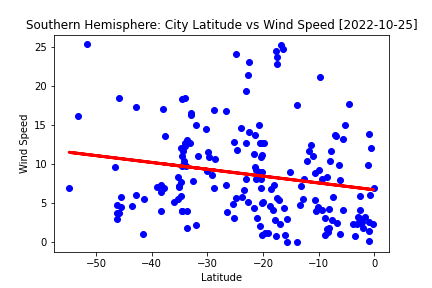 Southern Hemisphere: City Latitude vs Wind Speed [2022-10-25]
25
20
15
10
5
0
Wind Speed
−50 −40 −30 −20 −10 0
Latitude